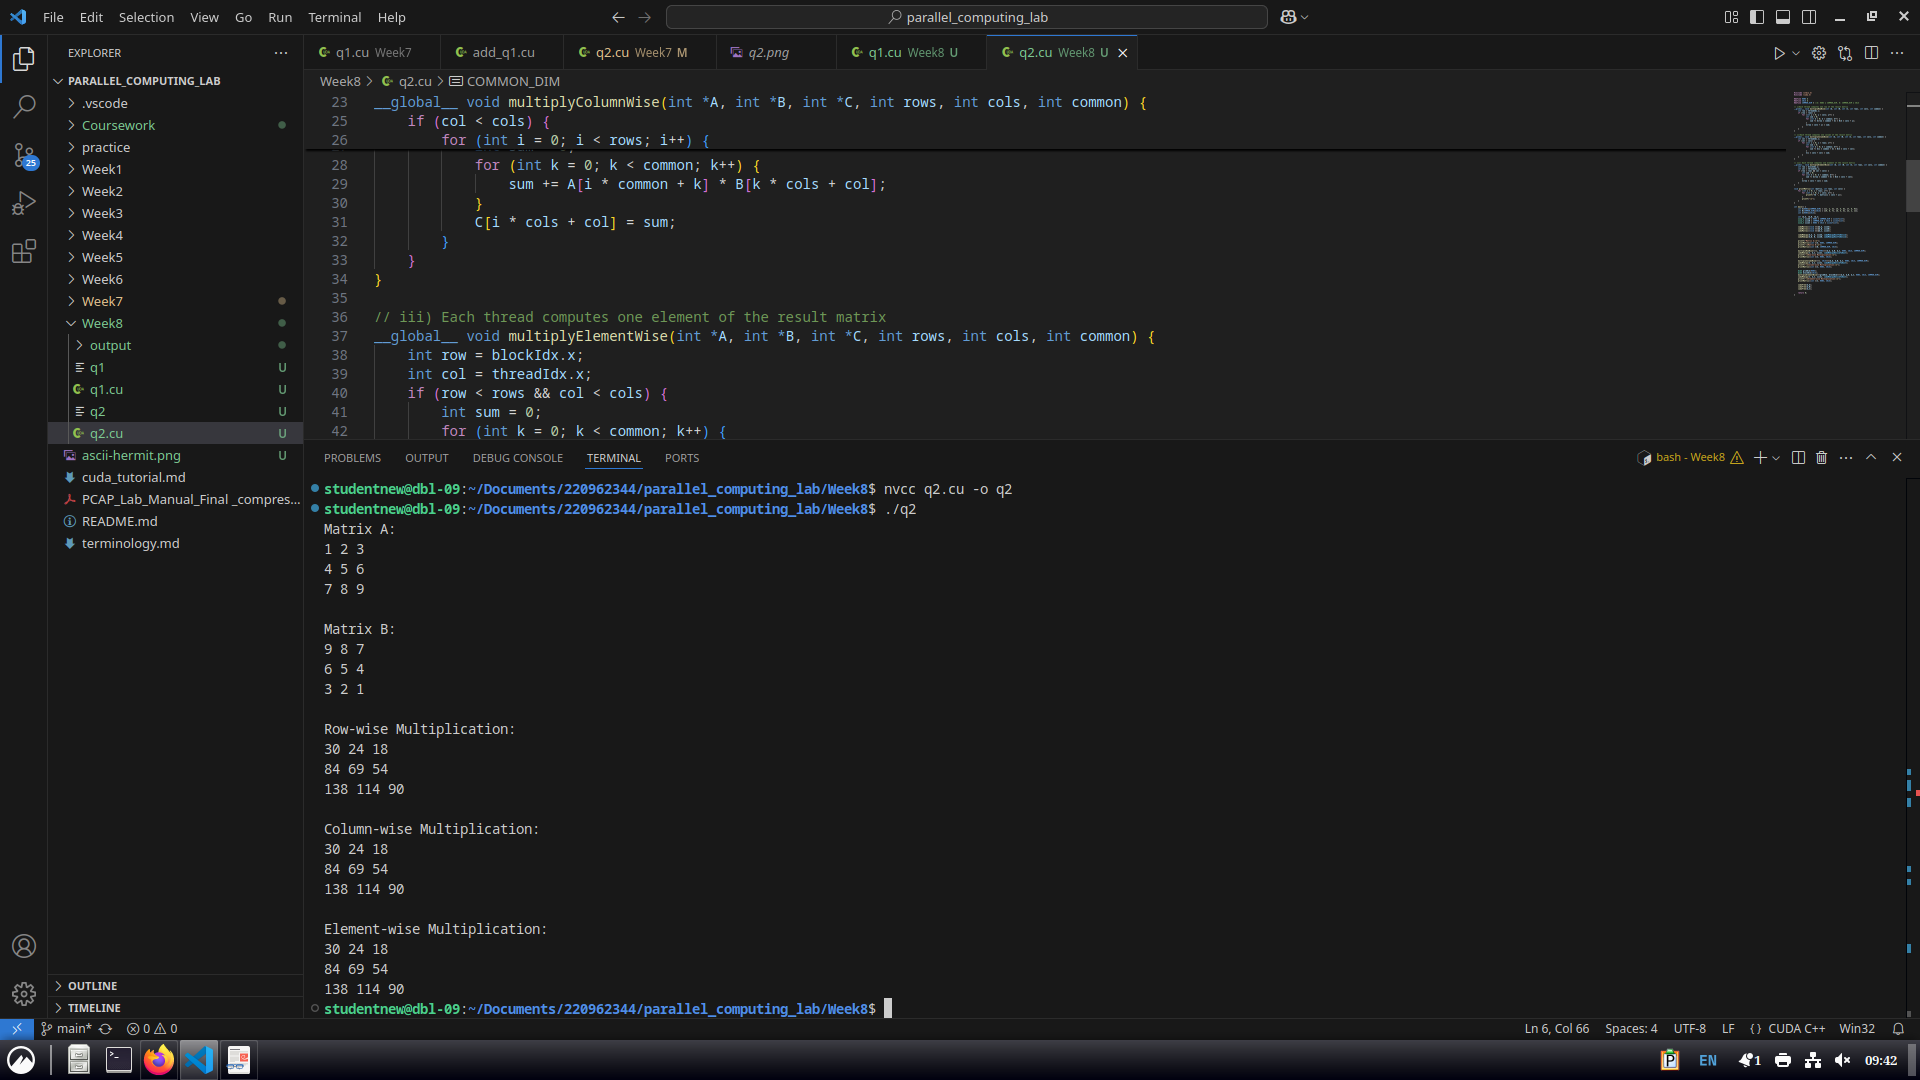 File Edit Selection View Go Run Terminal Help
parallel_computing_lab
EXPLORER
PARALLEL_COMPUTING_LAB
.vscode
Coursework
practice
Week1
Week2
Week3
Week4
Week5
Week6
Week7
Week8
output
q1 U
q1.cu U
q2 U
q2.cu U
ascii-hermit.png U
cuda_tutorial.md
PCAP_Lab_Manual_Final _compres...
README.md
terminology.md
OUTLINE
TIMELINE
25
q1.cu Week7 add_q1.cu q2.cu Week7 M q2.png q1.cu Week8 U q2.cu Week8 U
Week8 > q2.cu > COMMON_DIM
23 __global__ void multiplyColumnWise(int *A, int *B, int *C, int rows, int cols, int common) {
25 if (col < cols) {
26 for (int i = 0; i < rows; i++) {
28 for (int k = 0; k < common; k++) {
29 sum += A[i * common + k] * B[k * cols + col];
30 }
31 C[i * cols + col] = sum;
32 }
33 }
34 }
35
36 // iii) Each thread computes one element of the result matrix
37 __global__ void multiplyElementWise(int *A, int *B, int *C, int rows, int cols, int common) {
38 int row = blockIdx.x;
39 int col = threadIdx.x;
40 if (row < rows && col < cols) {
41 int sum = 0;
42 for (int k = 0; k < common; k++) {
PROBLEMS OUTPUT DEBUG CONSOLE TERMINAL PORTS
bash - Week8
studentnew@dbl-09:~/Documents/220962344/parallel_computing_lab/Week8$ nvcc q2.cu -o q2
studentnew@dbl-09:~/Documents/220962344/parallel_computing_lab/Week8$ ./q2
Matrix A:
1 2 3
4 5 6
7 8 9
Matrix B:
9 8 7
6 5 4
3 2 1
Row-wise Multiplication:
30 24 18
84 69 54
138 114 90
Column-wise Multiplication:
30 24 18
84 69 54
138 114 90
Element-wise Multiplication:
30 24 18
84 69 54
138 114 90
studentnew@dbl-09:~/Documents/220962344/parallel_computing_lab/Week8$
main* 0 0
Ln 6, Col 66 Spaces: 4 UTF-8 LF {} CUDA C++ Win32
EN 1 09:42